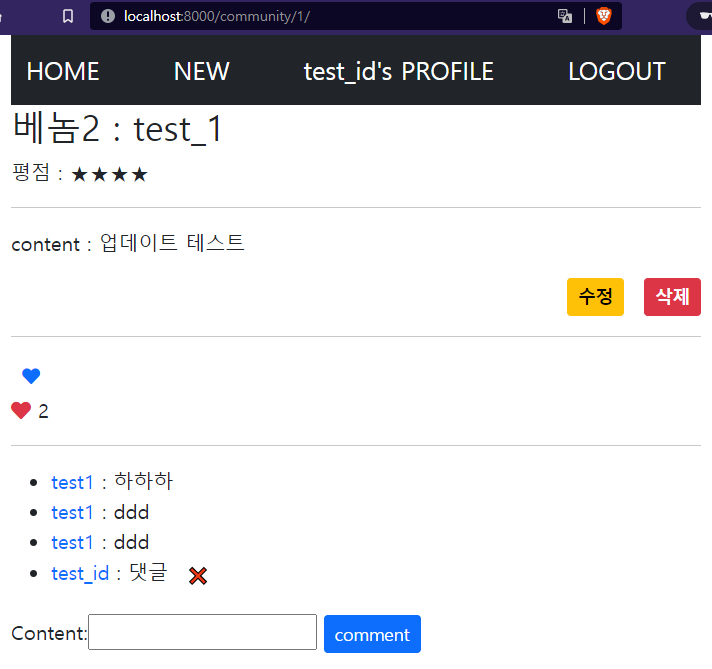 localhost:8000/community/1/
HOME NEW test_id's PROFILE LOGOUT
베놈2 : test_1
평점 : ★★★★
content : 업데이트 테스트
수정 삭제
2
test1 : 하하하
test1 : ddd
test1 : ddd
test_id : 댓글
Content: comment